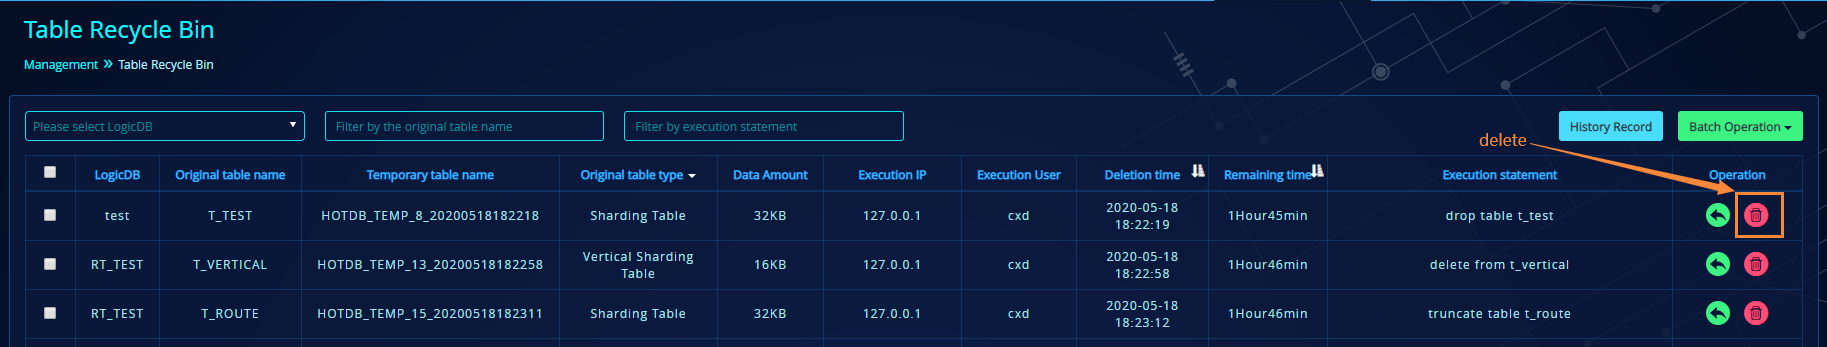 Table Recycle Bin
Management » Table Recycle Bin
Please select LogicDB
Filter by the original table name
Filter by execution statement
History Record
Batch Operation
delete
LogicDB Original table name Temporary table name Original table type Data Amount Execution IP Execution User Deletion time Remaining time Execution statement Operation
test T_TEST HOTDB_TEMP_8_20200518182218 Sharding Table 32KB 127.0.0.1 cxd 2020-05-18 18:22:19 1Hour45min drop table t_test
RT_TEST T_VERTICAL HOTDB_TEMP_13_20200518182258 Vertical Sharding Table 16KB 127.0.0.1 cxd 2020-05-18 18:22:58 1Hour46min delete from t_vertical
RT_TEST T_ROUTE HOTDB_TEMP_15_20200518182311 Sharding Table 32KB 127.0.0.1 cxd 2020-05-18 18:23:12 1Hour46min truncate table t_route